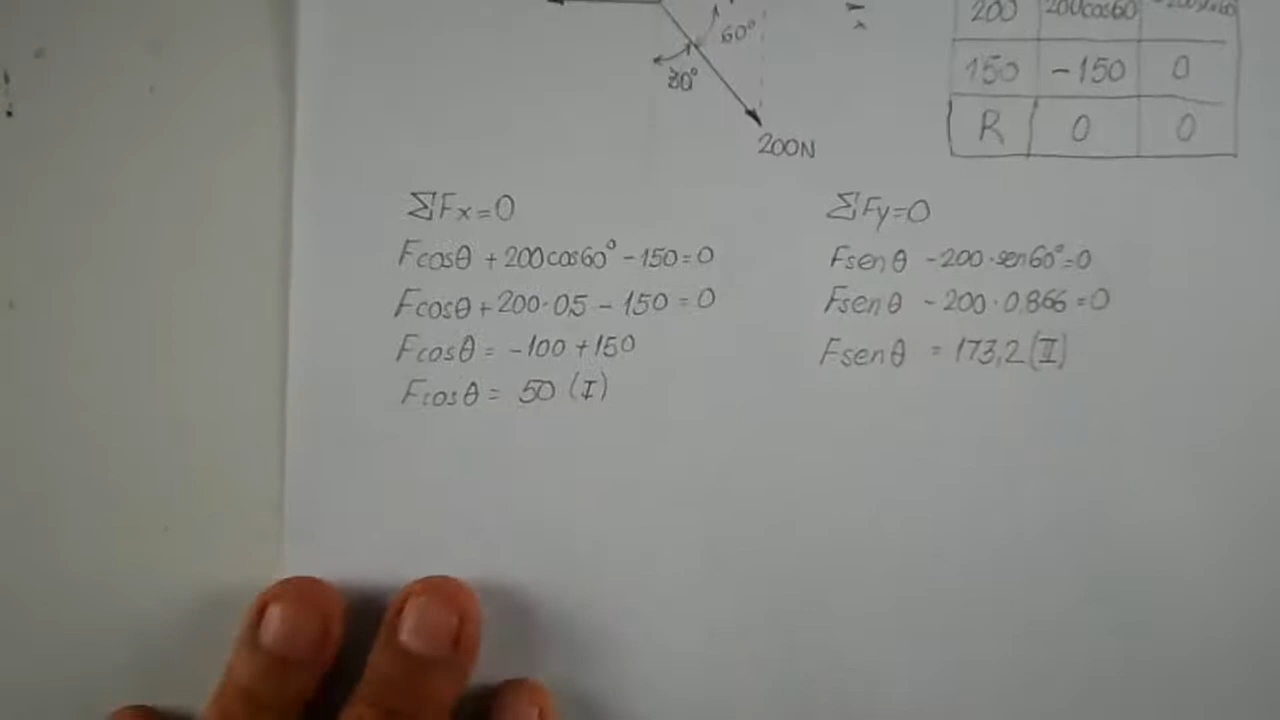 60°
30°
200N
200 200cos60
150 -150 0
R 0 0
ΣFx=0
Fcosθ +200cos60° -150=0
Fcosθ+200·0,5 - 150 =0
Fcosθ = -100 +150
Fcosθ = 50 (I)
ΣFy=0
Fsenθ -200·sen60°=0
Fsenθ -200·0,866=0
Fsenθ = 173,2 (II)